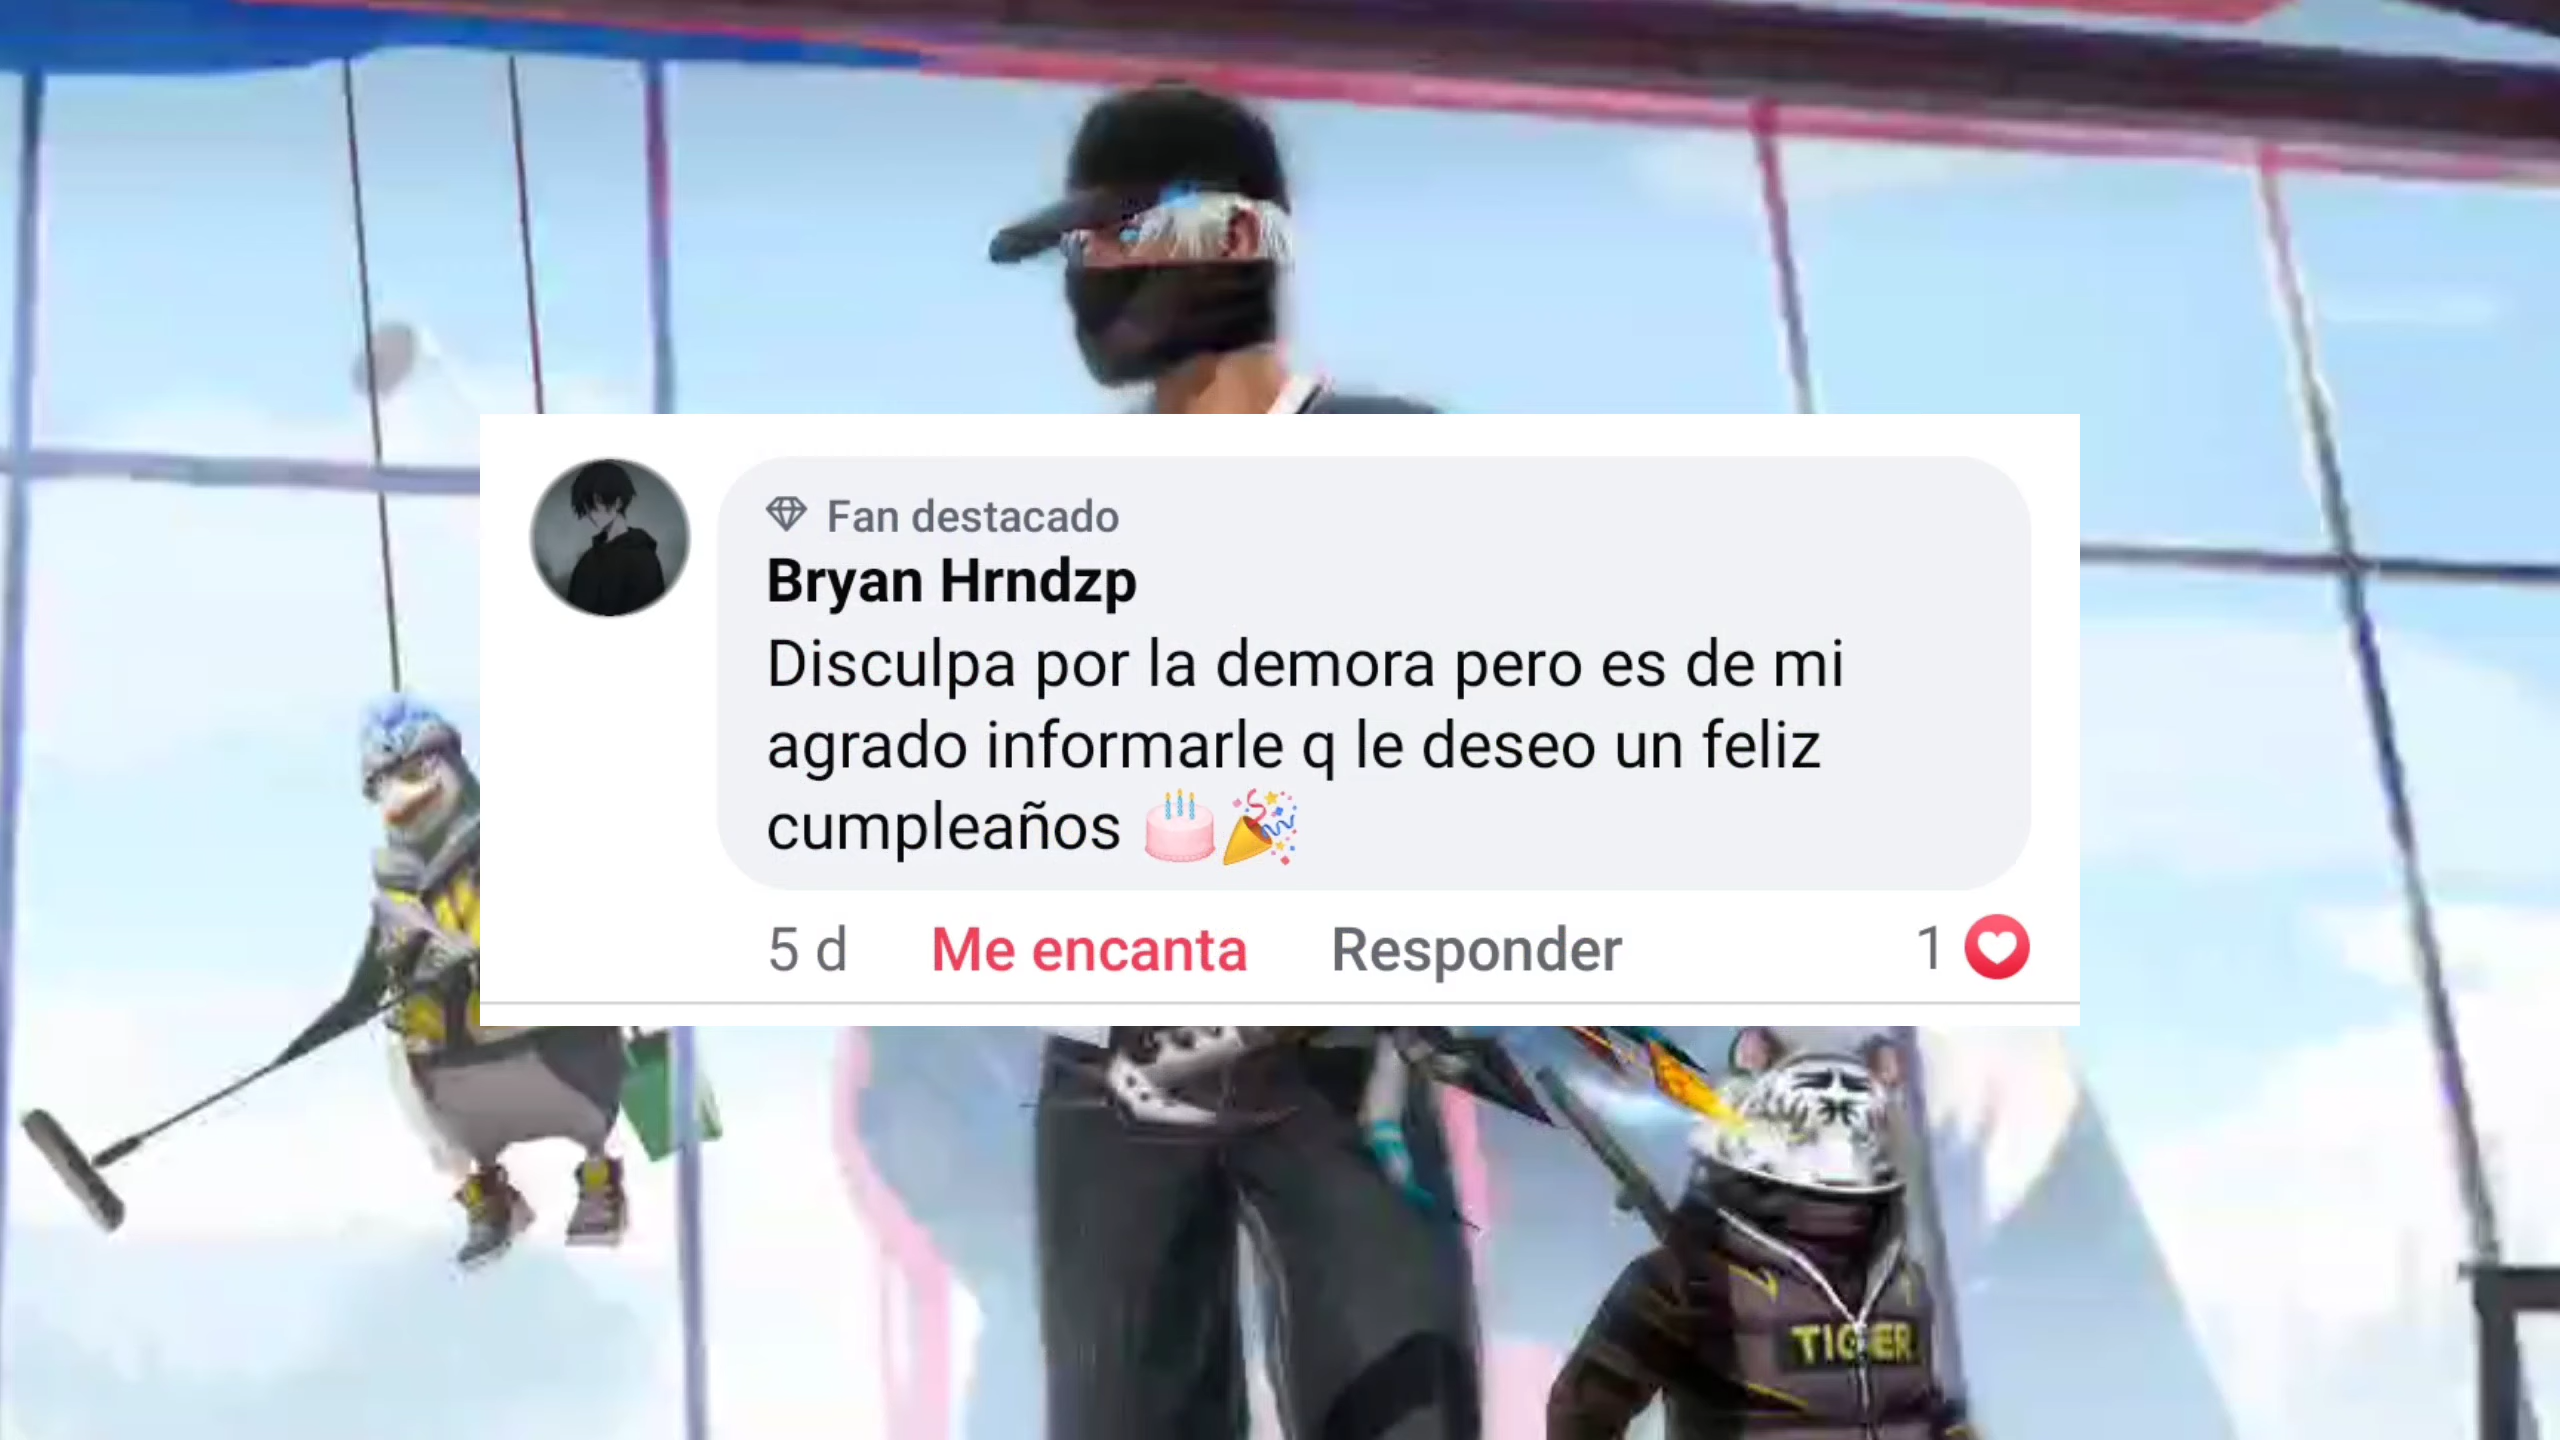 Fan destacado
Bryan Hrndzp
Disculpa por la demora pero es de mi
agrado informarle q le deseo un feliz
cumpleaños 🎂🎉
5 d Me encanta Responder 1
TIGER